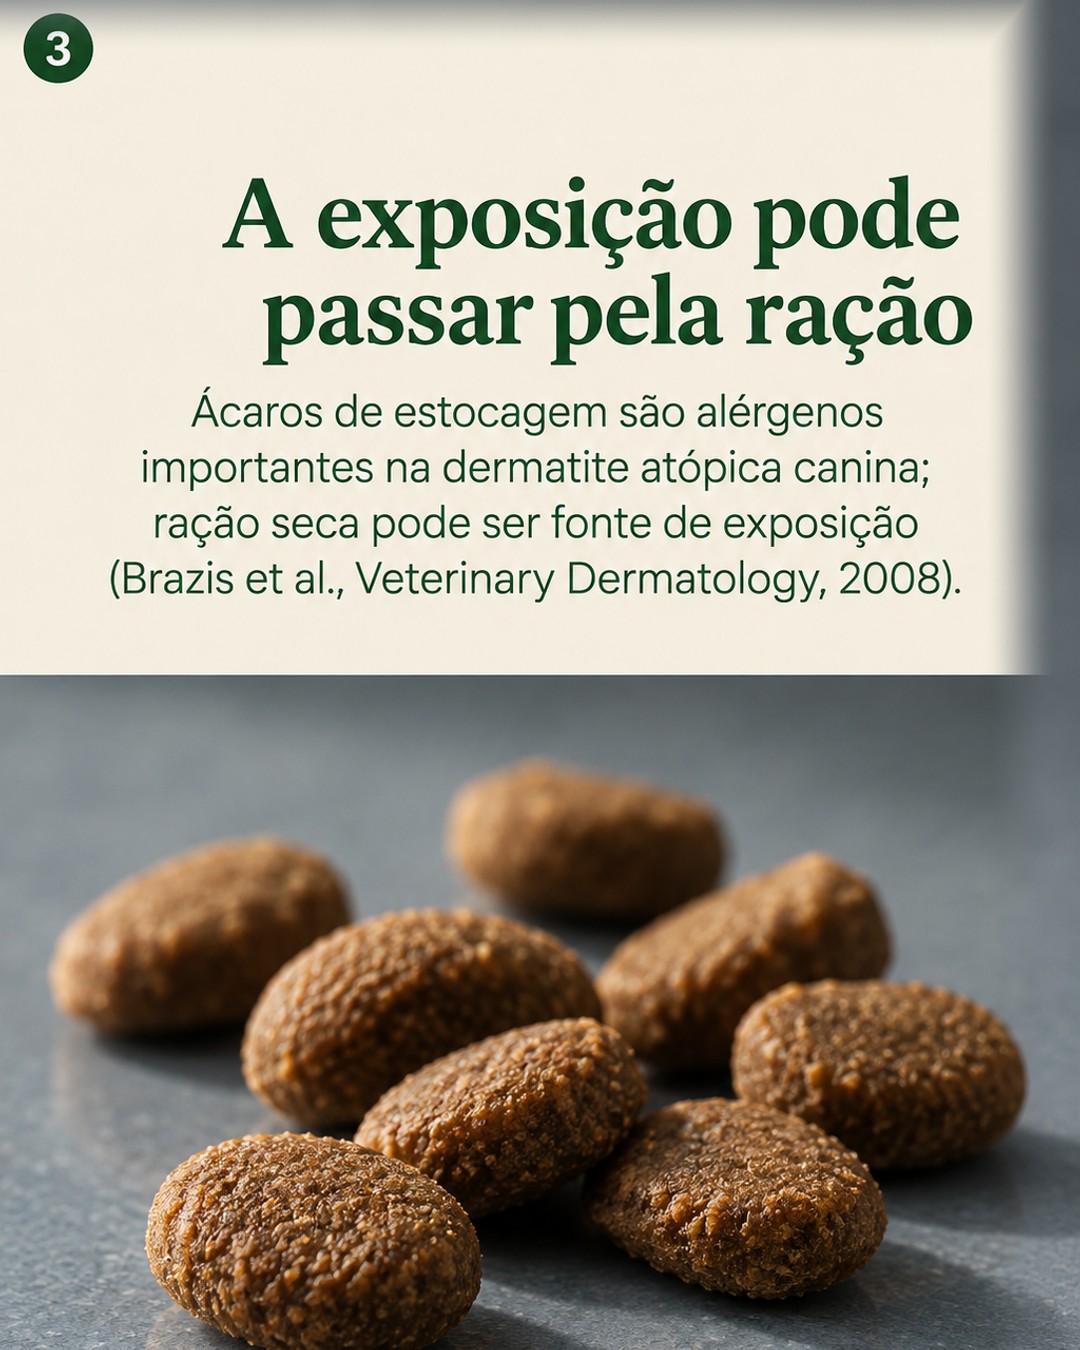 3
A exposição pode
passar pela ração
Ácaros de estocagem são alérgenos
importantes na dermatite atópica canina;
ração seca pode ser fonte de exposição
(Brazis et al., Veterinary Dermatology, 2008).